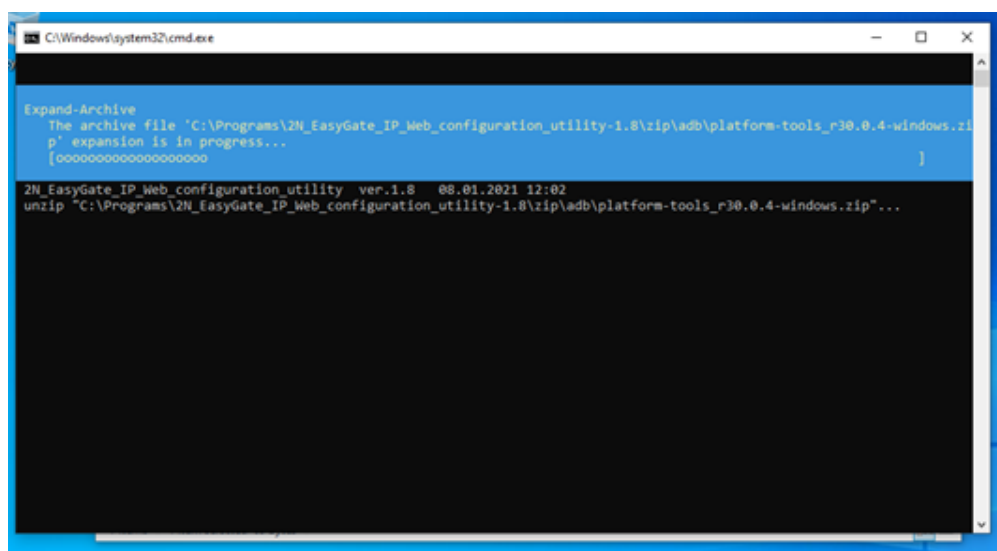 C:\Windows\system32\cmd.exe
Expand-Archive
The archive file 'C:\Programs\2N_EasyGate_IP_Web_configuration_utility-1.8\zip\adb\platform-tools_r30.0.4-windows.zi
p' expansion is in progress...
[ooooooooooooooooooo ]
2N_EasyGate_IP_Web_configuration_utility ver.1.8 08.01.2021 12:02
unzip "C:\Programs\2N_EasyGate_IP_Web_configuration_utility-1.8\zip\adb\platform-tools_r30.0.4-windows.zip"...